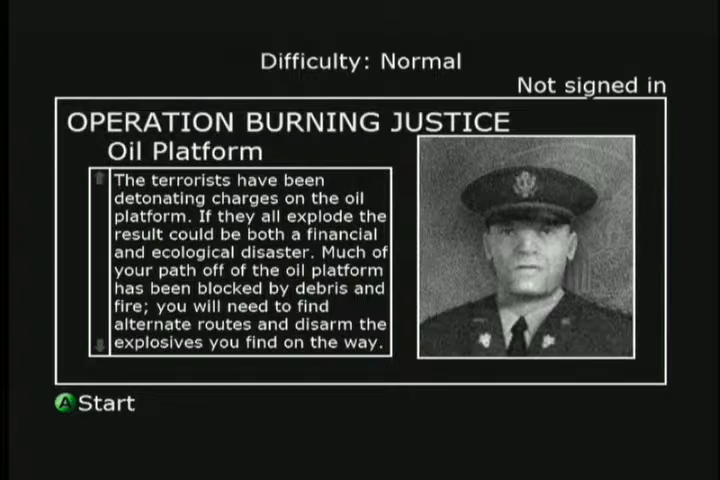 Difficulty: Normal
Not signed in
OPERATION BURNING JUSTICE
Oil Platform
The terrorists have been
detonating charges on the oil
platform. If they all explode the
result could be both a financial
and ecological disaster. Much of
your path off of the oil platform
has been blocked by debris and
fire; you will need to find
alternate routes and disarm the
explosives you find on the way.
A Start